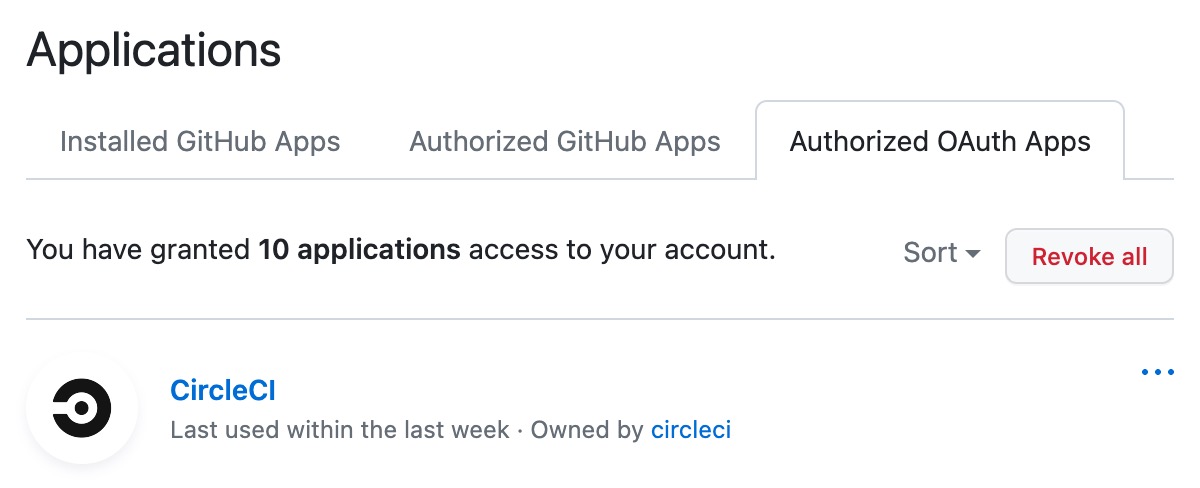 Applications
Installed GitHub Apps
Authorized GitHub Apps
Authorized OAuth Apps
You have granted 10 applications access to your account.
Sort
Revoke all
CircleCI
Last used within the last week · Owned by circleci